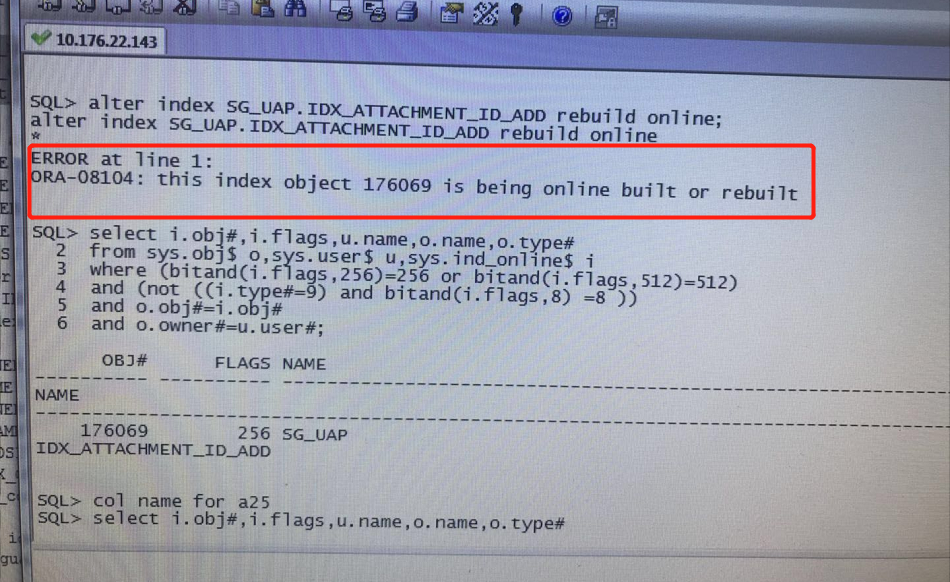 10.176.22.143
SQL> alter index SG_UAP.IDX_ATTACHMENT_ID_ADD rebuild online;
alter index SG_UAP.IDX_ATTACHMENT_ID_ADD rebuild online
*
ERROR at line 1:
ORA-08104: this index object 176069 is being online built or rebuilt
SQL> select i.obj#,i.flags,u.name,o.name,o.type#
2 from sys.obj$ o,sys.user$ u,sys.ind_online$ i
3 where (bitand(i.flags,256)=256 or bitand(i.flags,512)=512)
4 and (not ((i.type#=9) and bitand(i.flags,8) =8 ))
5 and o.obj#=i.obj#
6 and o.owner#=u.user#;
OBJ# FLAGS NAME
---------- ---------- ------------------------------
NAME
------------------------------
176069 256 SG_UAP
IDX_ATTACHMENT_ID_ADD
SQL> col name for a25
SQL> select i.obj#,i.flags,u.name,o.name,o.type#